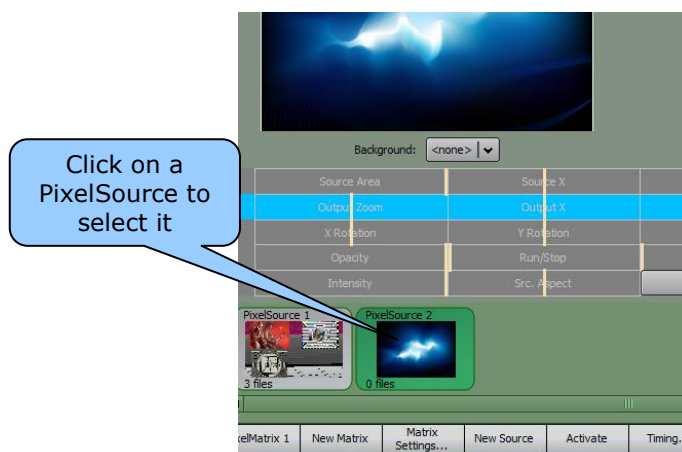 Background: <none>
Click on a
PixelSource to
select it
Source Area Source X
Output Zoom Output X
X Rotation Y Rotation
Opacity Run/Stop
Intensity Src. Aspect
PixelSource 1 PixelSource 2
3 files 0 files
xelMatrix 1 New Matrix Matrix Settings... New Source Activate Timing.